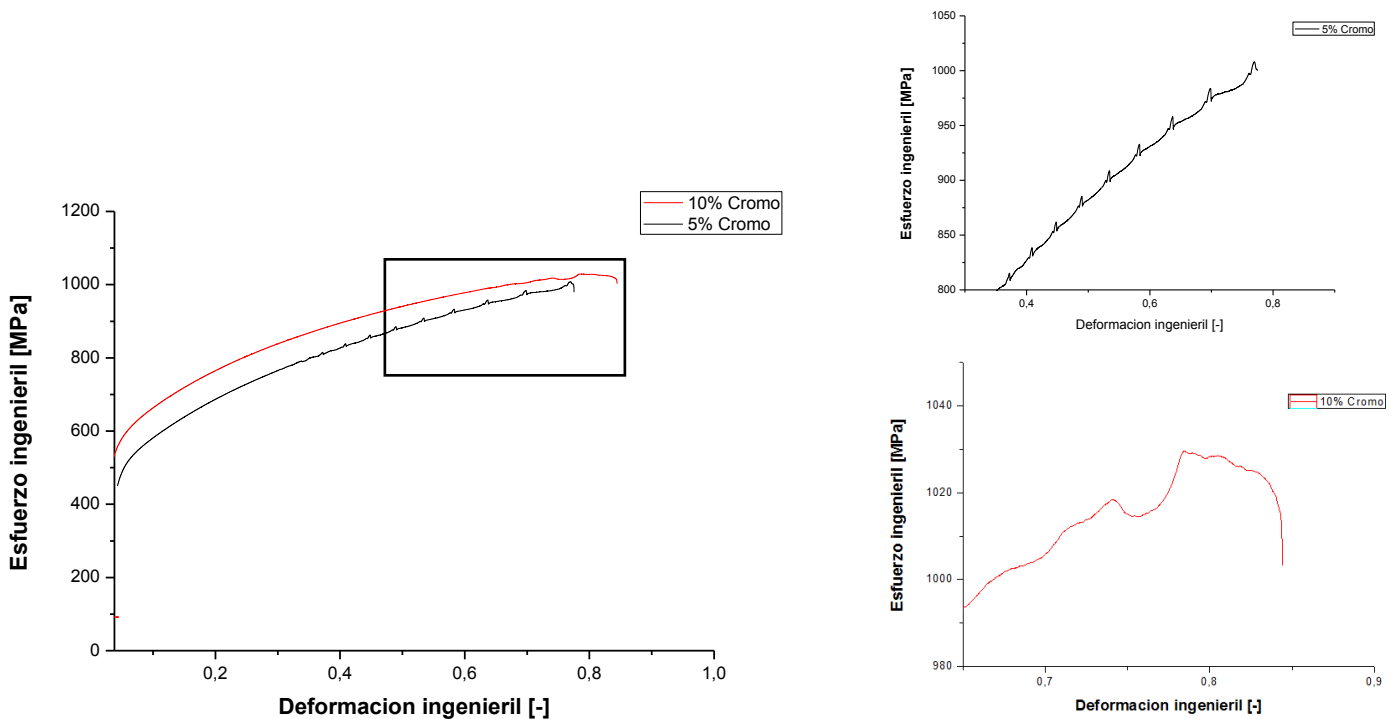 Esfuerzo ingenieril [MPa]
1200
1000
800
600
400
200
0
0,2
0,4
0,6
0,8
1,0
Deformacion ingenieril [-]
10% Cromo
5% Cromo
Esfuerzo ingenieril [MPa]
1050
1000
950
900
850
800
0,4
0,6
0,8
Deformacion ingenieril [-]
5% Cromo
Esfuerzo ingenieril [MPa]
1040
1020
1000
980
0,7
0,8
0,9
Deformacion ingenieril [-]
10% Cromo